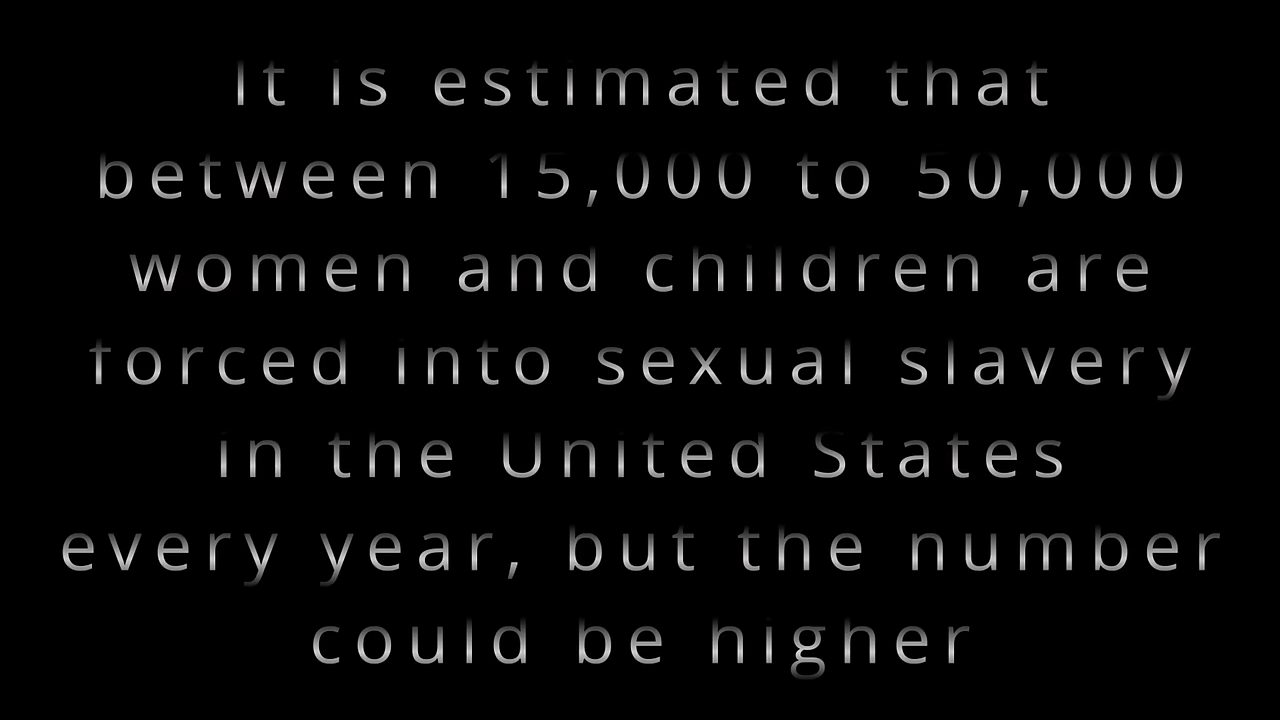 It is estimated that
between 15,000 to 50,000
women and children are
forced into sexual slavery
in the United States
every year, but the number
could be higher